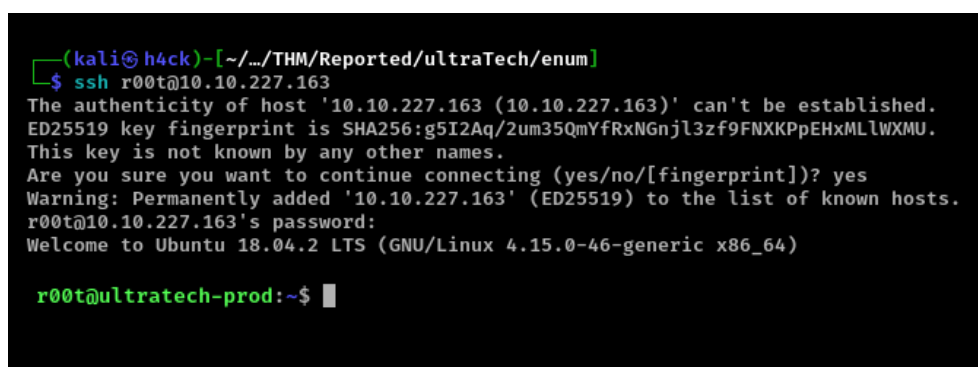 ┌──(kali㉿h4ck)-[~/…/THM/Reported/ultraTech/enum]
└─$ ssh r00t@10.10.227.163
The authenticity of host '10.10.227.163 (10.10.227.163)' can't be established.
ED25519 key fingerprint is SHA256:g5I2Aq/2um35QmYfRxNGnjl3zf9FNXKPpEHxMLlWXMU.
This key is not known by any other names.
Are you sure you want to continue connecting (yes/no/[fingerprint])? yes
Warning: Permanently added '10.10.227.163' (ED25519) to the list of known hosts.
r00t@10.10.227.163's password:
Welcome to Ubuntu 18.04.2 LTS (GNU/Linux 4.15.0-46-generic x86_64)
r00t@ultratech-prod:~$